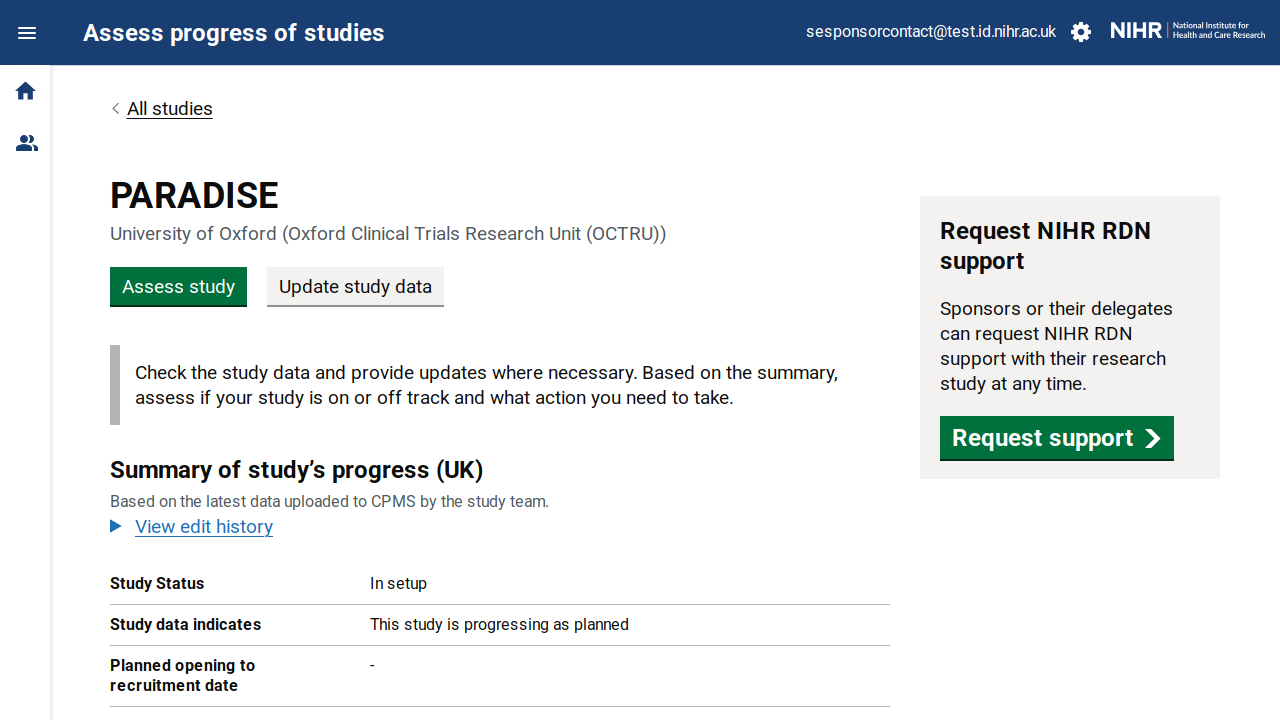 Assess progress of studies
sesponsorcontact@test.id.nihr.ac.uk
NIHR
National Institute for
Health and Care Research
All studies
PARADISE
University of Oxford (Oxford Clinical Trials Research Unit (OCTRU))
Assess study
Update study data
Check the study data and provide updates where necessary. Based on the summary,
assess if your study is on or off track and what action you need to take.
Summary of study’s progress (UK)
Based on the latest data uploaded to CPMS by the study team.
View edit history
Study Status
In setup
Study data indicates
This study is progressing as planned
Planned opening to
recruitment date
-
Request NIHR RDN
support
Sponsors or their delegates
can request NIHR RDN
support with their research
study at any time.
Request support